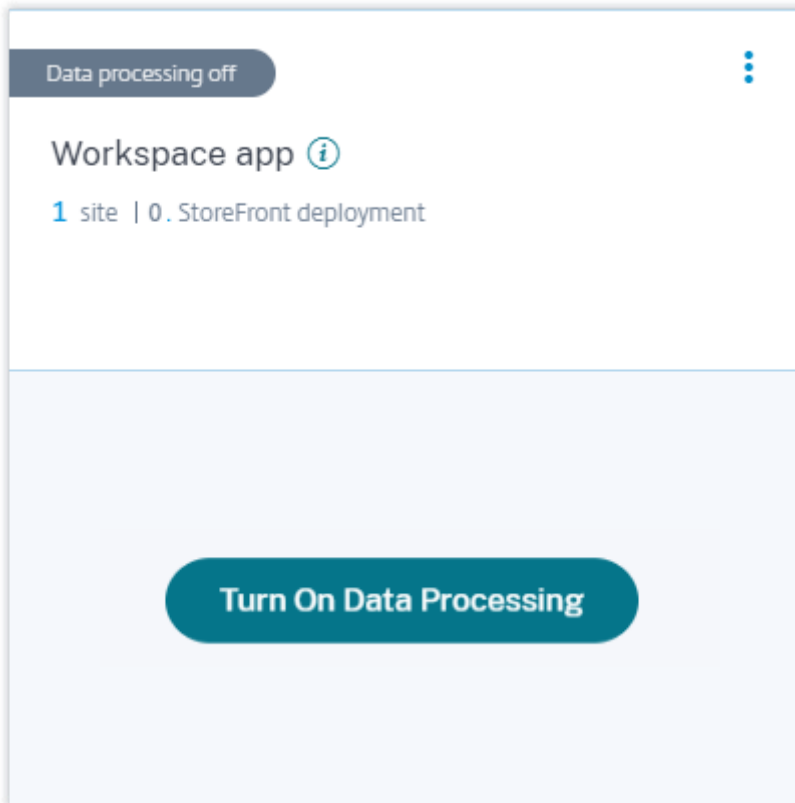 Data processing off
Workspace app i
1 site | 0. StoreFront deployment
Turn On Data Processing